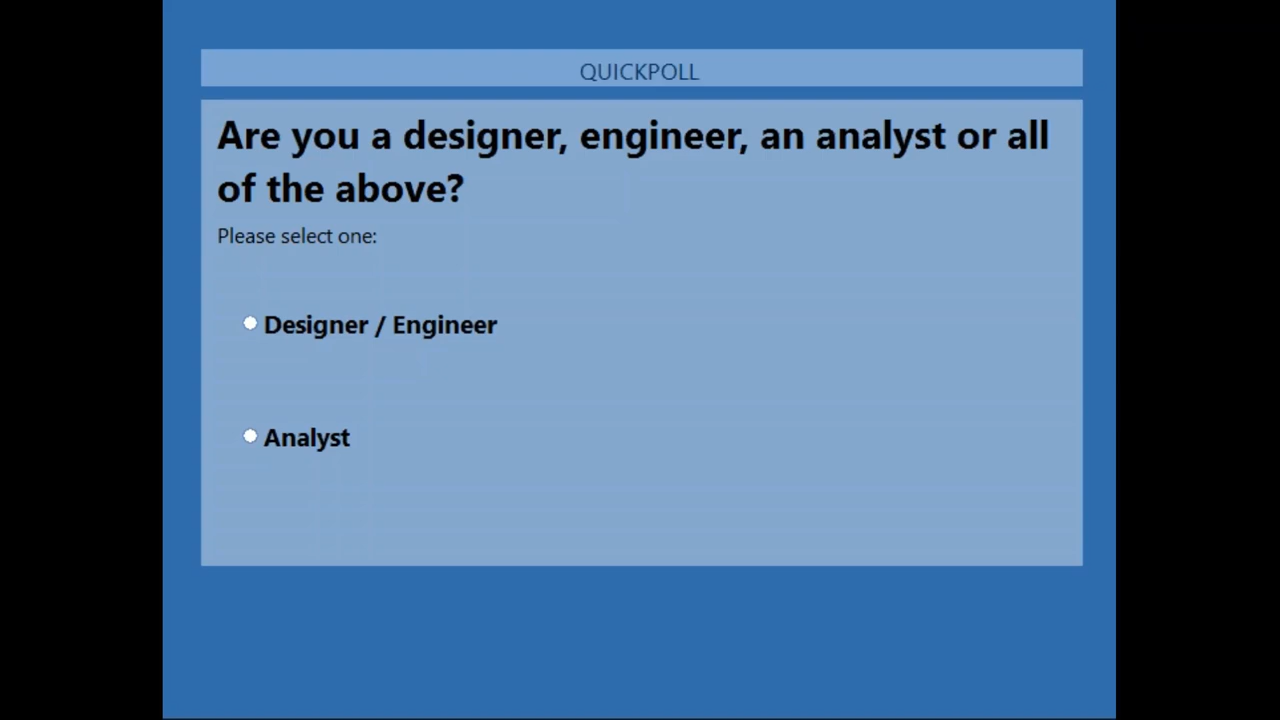 QUICKPOLL
Are you a designer, engineer, an analyst or all
of the above?
Please select one:
Designer / Engineer
Analyst